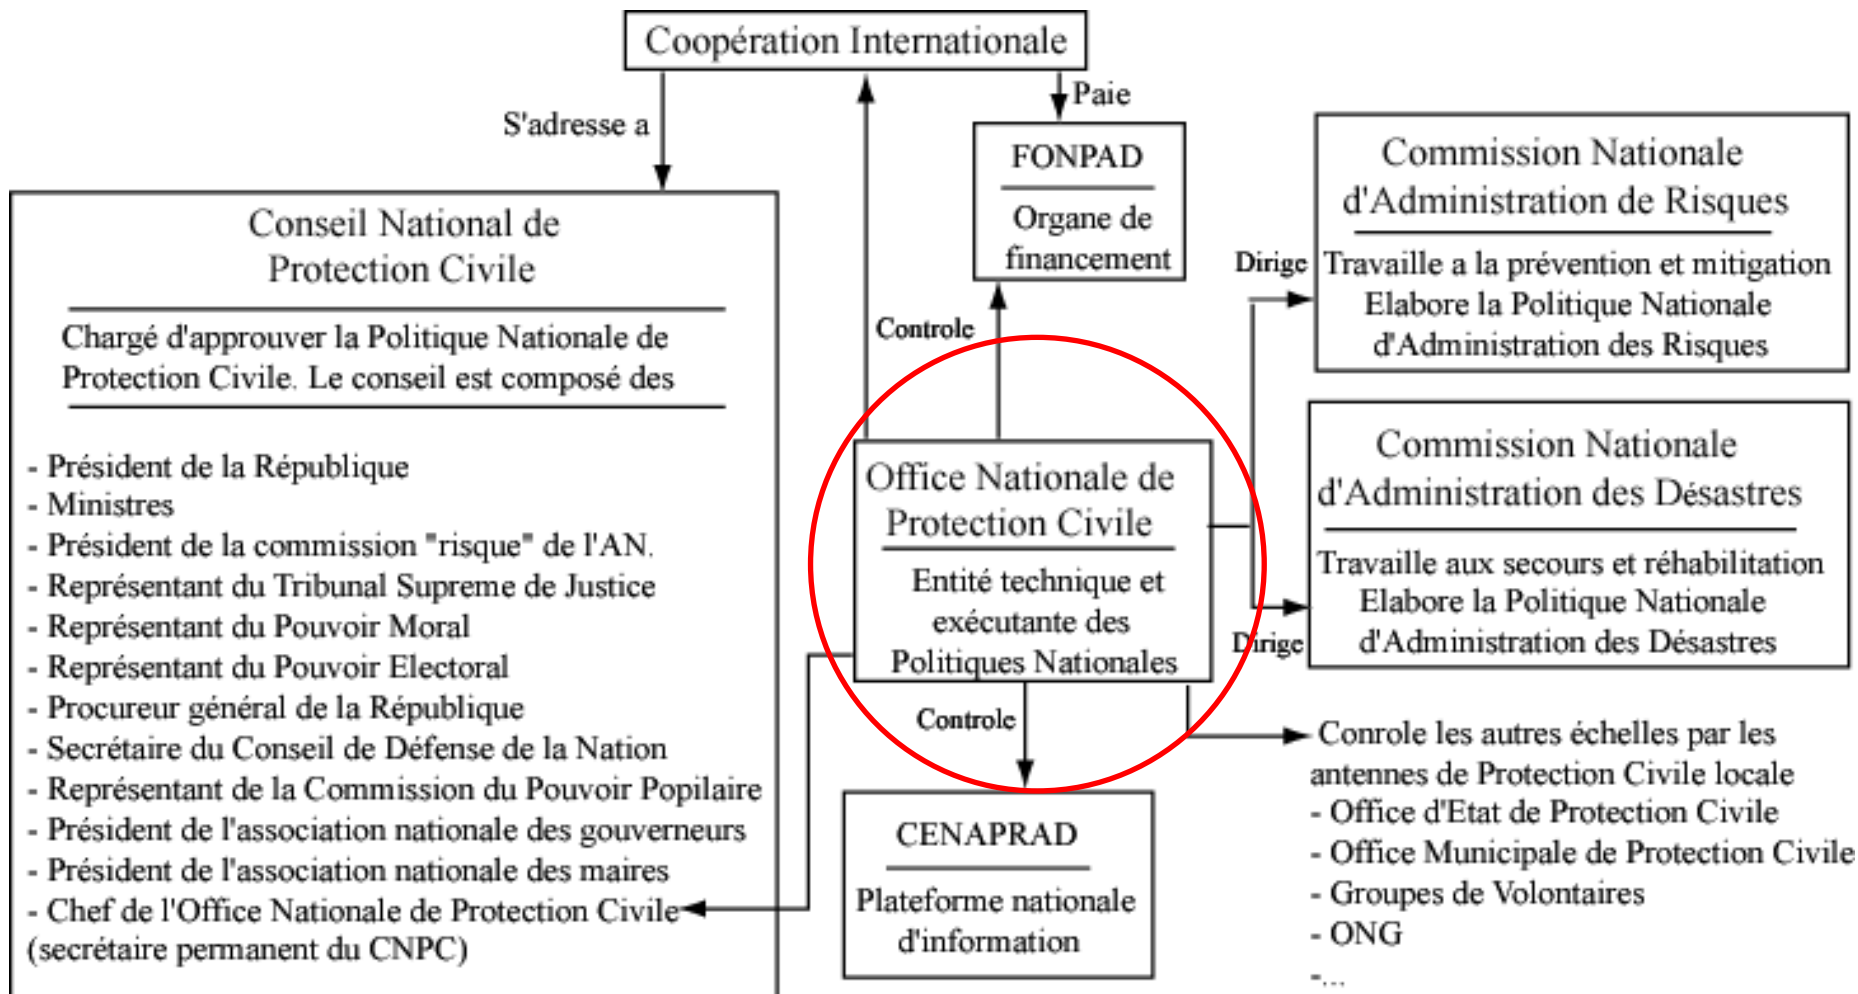 Coopération Internationale
S'adresse a
Paie
FONPAD
Organe de
financement
Controle
Conseil National de
Protection Civile
Chargé d'approuver la Politique Nationale de
Protection Civile. Le conseil est composé des
- Président de la République
- Ministres
- Président de la commission "risque" de l'AN.
- Représentant du Tribunal Supreme de Justice
- Représentant du Pouvoir Moral
- Représentant du Pouvoir Electoral
- Procureur général de la République
- Secrétaire du Conseil de Défense de la Nation
- Représentant de la Commission du Pouvoir Popilaire
- Président de l'association nationale des gouverneurs
- Président de l'association nationale des maires
- Chef de l'Office Nationale de Protection Civile
(secrétaire permanent du CNPC)
Office Nationale de
Protection Civile
Entité technique et
exécutante des
Politiques Nationales
Controle
CENAPRAD
Plateforme nationale
d'information
Dirige
Commission Nationale
d'Administration de Risques
Travaille a la prévention et mitigation
Elabore la Politique Nationale
d'Administration des Risques
Commission Nationale
d'Administration des Désastres
Travaille aux secours et réhabilitation
Elabore la Politique Nationale
d'Administration des Désastres
Dirige
Conrole les autres échelles par les
antennes de Protection Civile locale
- Office d'Etat de Protection Civile
- Office Municipale de Protection Civile
- Groupes de Volontaires
- ONG
-...